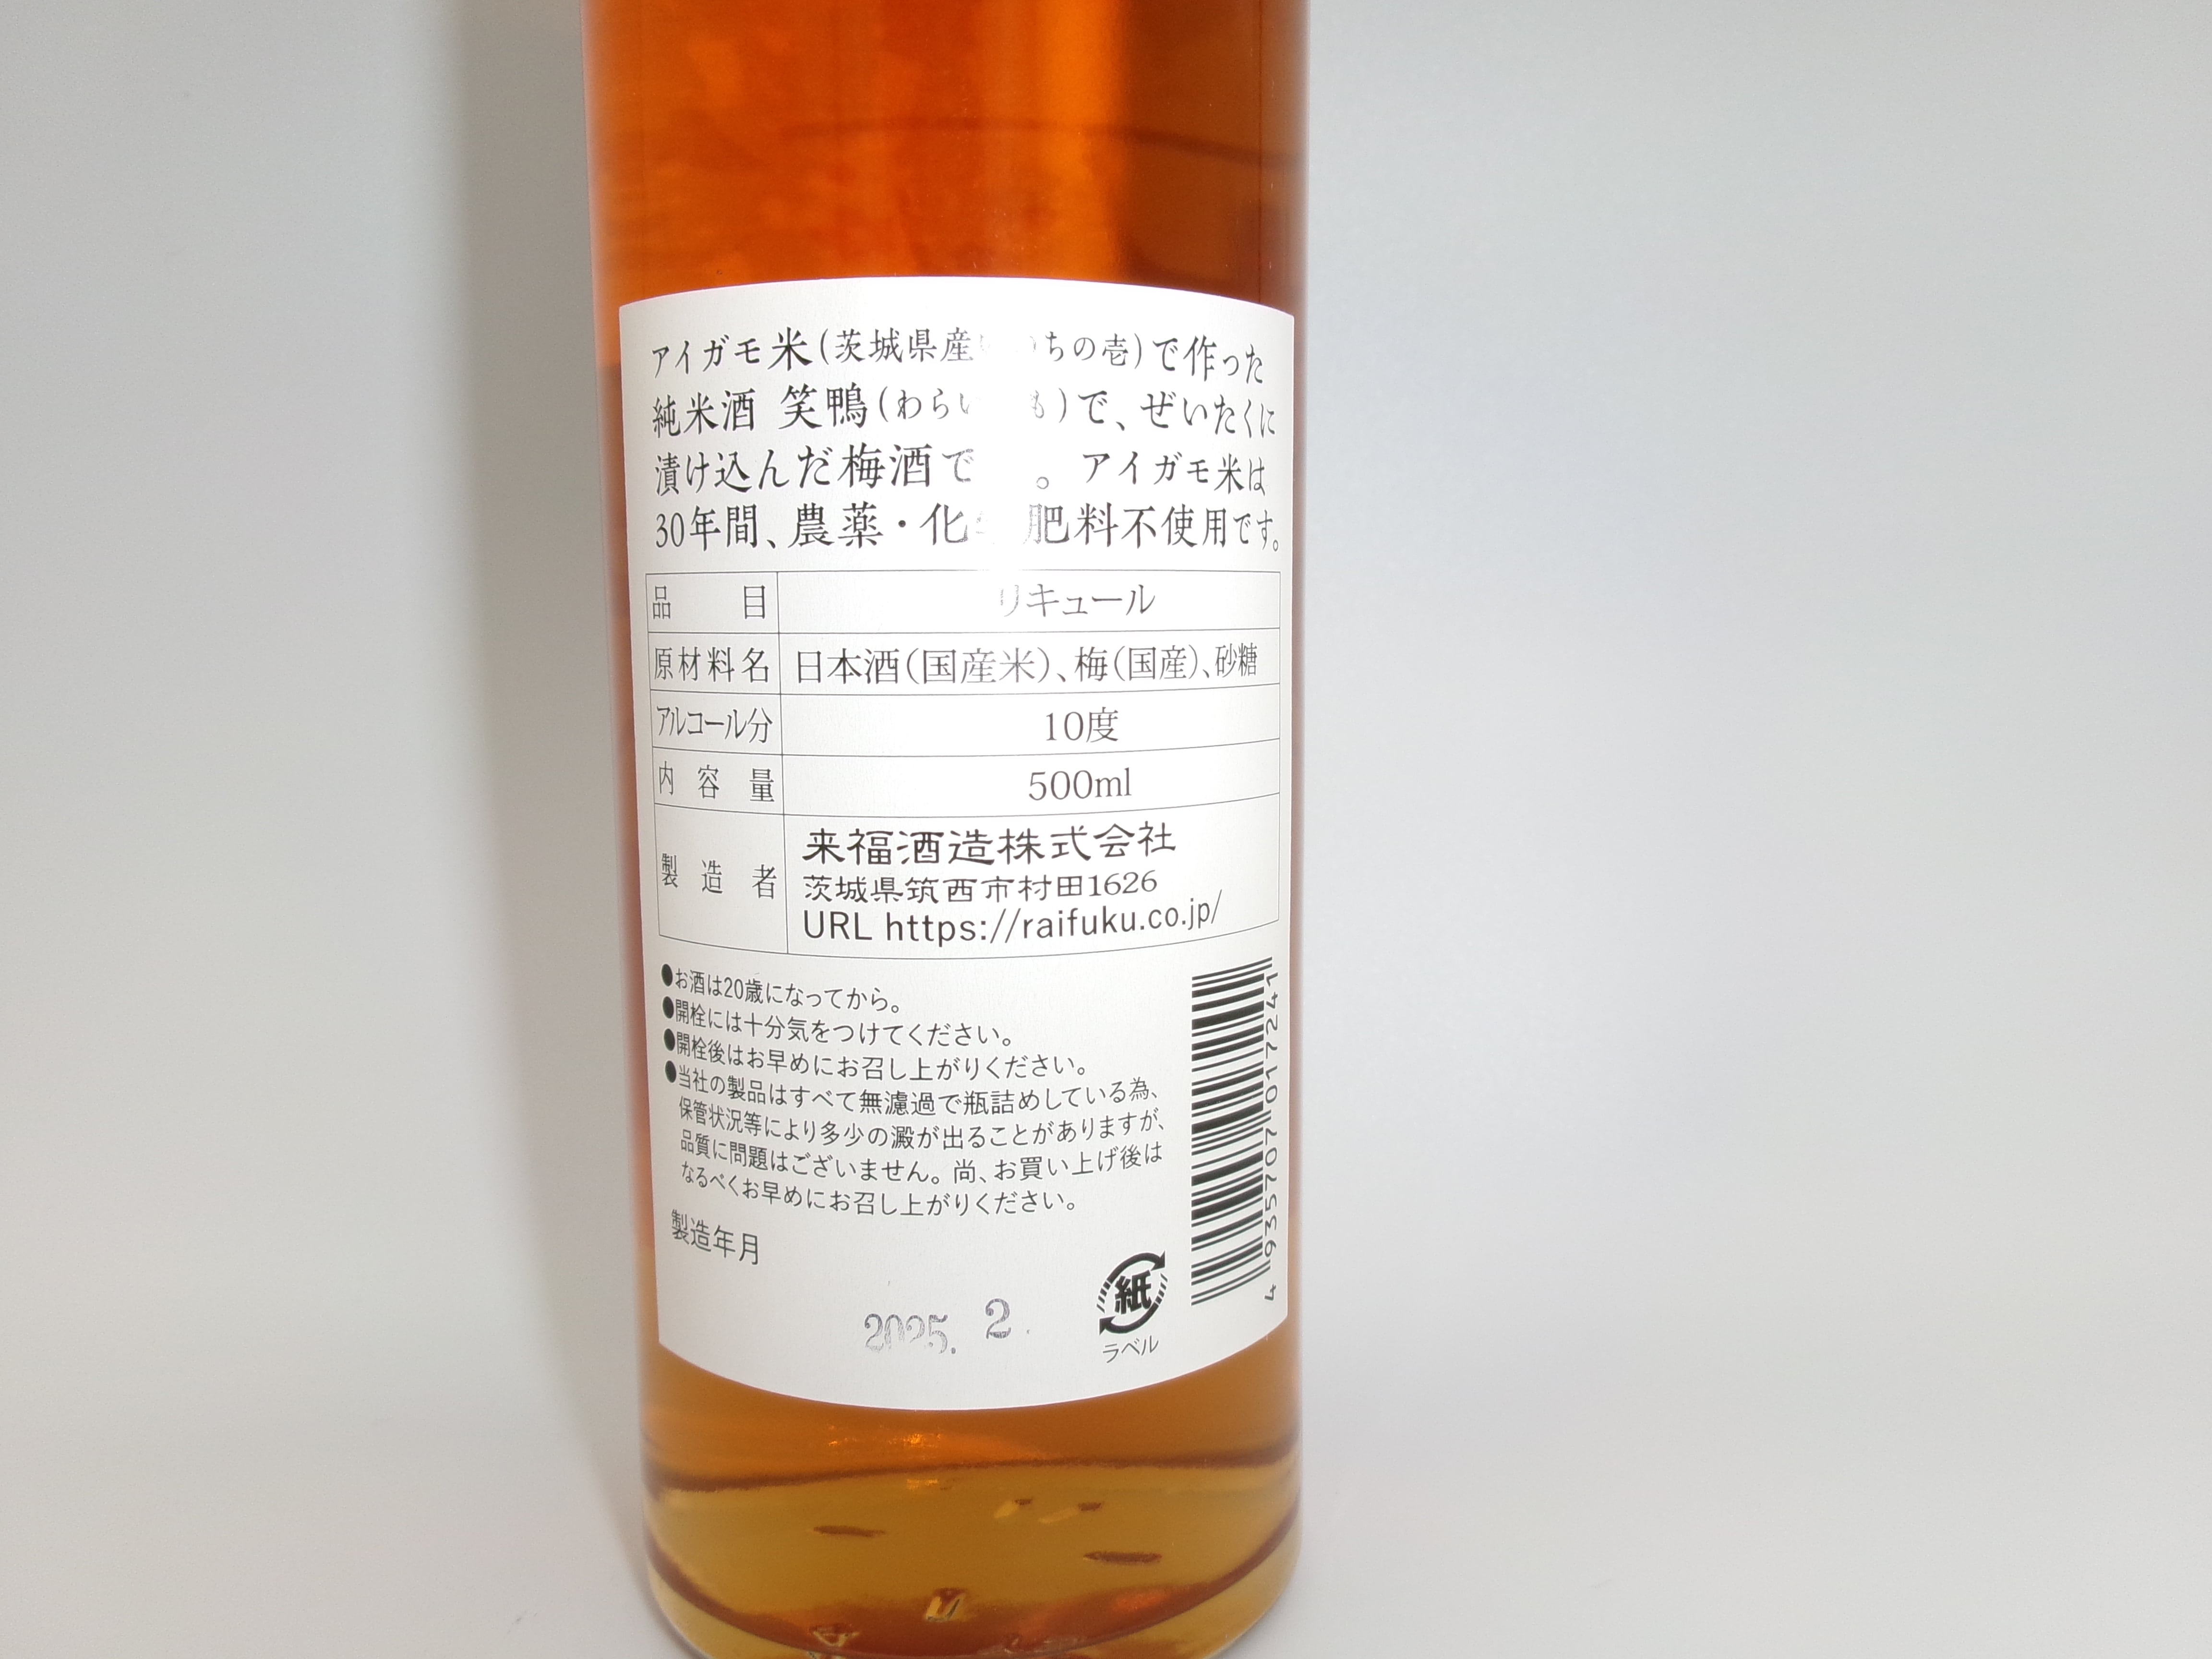 アイガモ米(茨城県産 ちの壱)で作った
純米酒 笑鴨(わらい も)で、ぜいたくに
漬け込んだ梅酒で 。アイガモ米は
30年間、農薬・化 肥料不使用です。
品目 リキュール
原材料名 日本酒(国産米)、梅(国産)、砂糖
アルコール分 10度
内容量 500ml
製造者 来福酒造株式会社
茨城県筑西市村田1626
URL https://raifuku.co.jp/
●お酒は20歳になってから。
●開栓には十分気をつけてください。
●開栓後はお早めにお召し上がりください。
●当社の製品はすべて無濾過で瓶詰めしている為、
保管状況等により多少の澱が出ることがありますが、
品質に問題はございません。尚、お買い上げ後は
なるべくお早めにお召し上がりください。
製造年月
2025. 2.
紙
ラベル
4 935707 017241